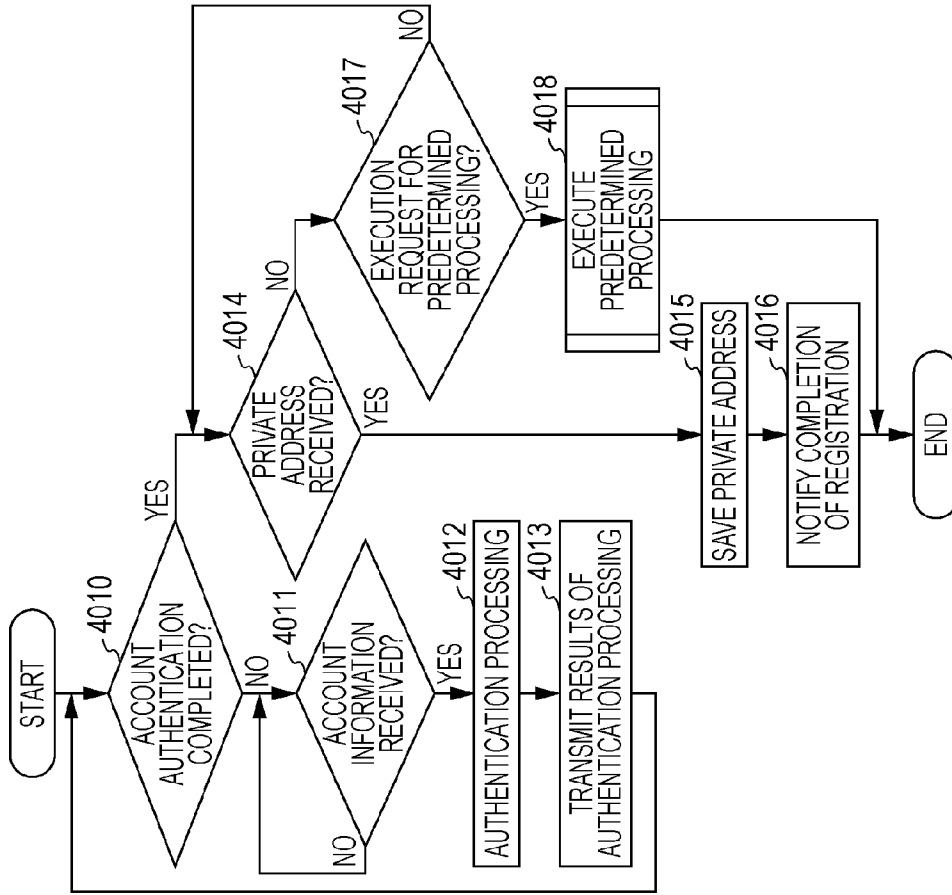 START
4010
ACCOUNT
AUTHENTICATION
COMPLETED?
YES
NO
4011
ACCOUNT
INFORMATION
RECEIVED?
NO
YES
4012
AUTHENTICATION PROCESSING
4013
TRANSMIT RESULTS OF
AUTHENTICATION PROCESSING
4014
PRIVATE
ADDRESS
RECEIVED?
NO
YES
4015
SAVE PRIVATE ADDRESS
4016
NOTIFY COMPLETION
OF REGISTRATION
4017
EXECUTION
REQUEST FOR
PREDETERMINED
PROCESSING?
NO
YES
4018
EXECUTE
PREDETERMINED
PROCESSING
END